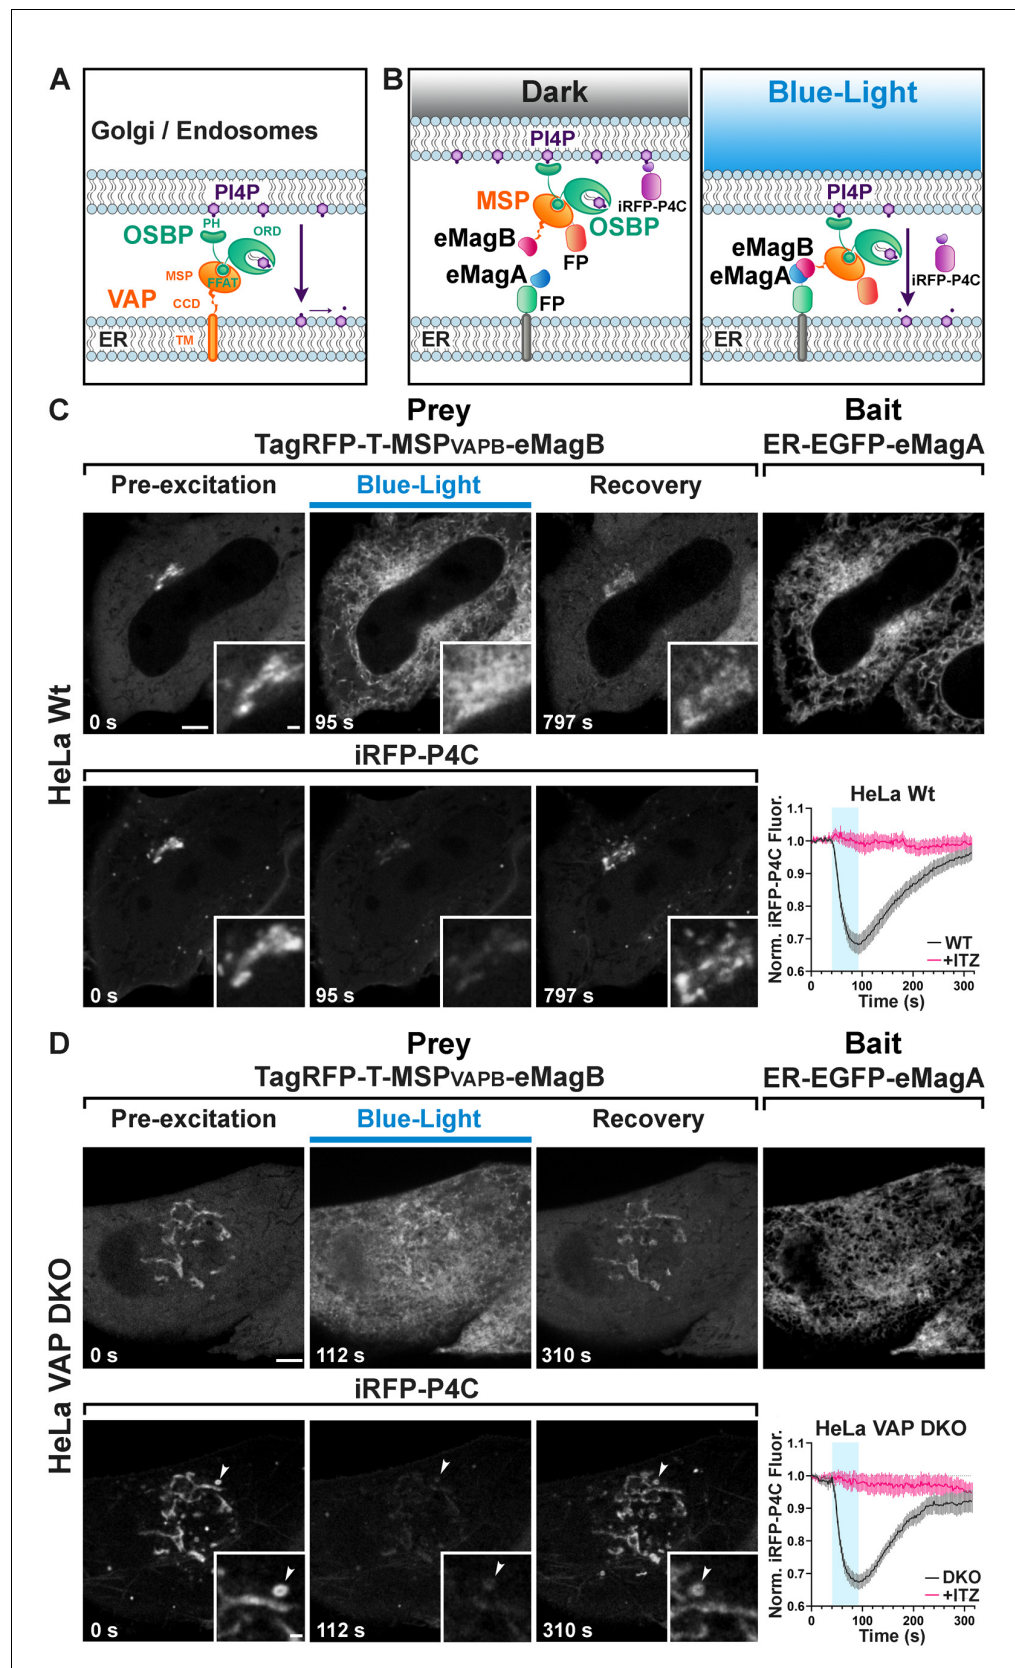 A
Golgi / Endosomes
PI4P
PH
OSBP
ORD
MSP
FFAT
VAP
CCD
ER
TM
B
Dark
PI4P
MSP
iRFP-P4C
OSBP
eMagB
FP
eMagA
FP
ER
Blue-Light
PI4P
eMagB
eMagA
iRFP-P4C
ER
C
Prey
Bait
TagRFP-T-MSPVAPB-eMagB
ER-EGFP-eMagA
Pre-excitation
Blue-Light
Recovery
HeLa Wt
0 s
95 s
797 s
iRFP-P4C
0 s
95 s
797 s
HeLa Wt
Norm. iRFP-P4C Fluor.
1.1
1.0
0.9
0.8
0.7
0.6
WT
+ITZ
0 100 200 300
Time (s)
D
Prey
Bait
TagRFP-T-MSPVAPB-eMagB
ER-EGFP-eMagA
Pre-excitation
Blue-Light
Recovery
HeLa VAP DKO
0 s
112 s
310 s
iRFP-P4C
0 s
112 s
310 s
HeLa VAP DKO
Norm. iRFP-P4C Fluor.
1.1
1.0
0.9
0.8
0.7
0.6
DKO
+ITZ
0 100 200 300
Time (s)